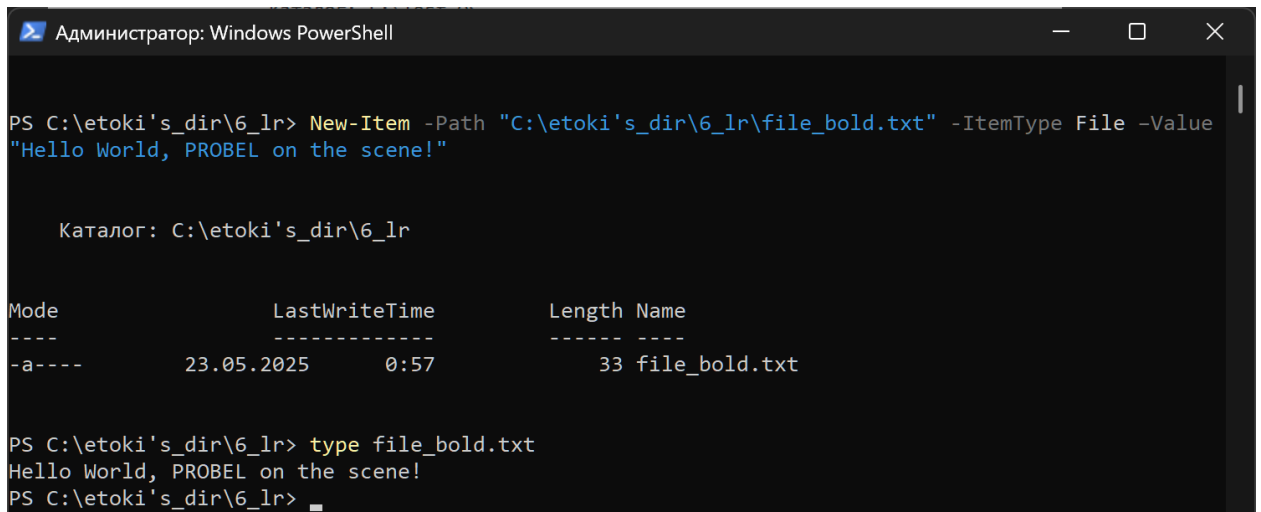 Администратор: Windows PowerShell
PS C:\etoki's_dir\6_lr> New-Item -Path "C:\etoki's_dir\6_lr\file_bold.txt" -ItemType File –Value
"Hello World, PROBEL on the scene!"
Каталог: C:\etoki's_dir\6_lr
Mode LastWriteTime Length Name
---- ------------- ------ ----
-a---- 23.05.2025 0:57 33 file_bold.txt
PS C:\etoki's_dir\6_lr> type file_bold.txt
Hello World, PROBEL on the scene!
PS C:\etoki's_dir\6_lr>